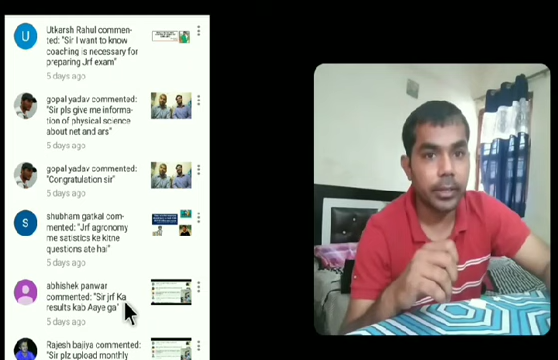 U
Utkarsh Rahul commen-
ted: "Sir I want to know
coaching is necessary for
preparing Jrf exam"
5 days ago
gopal yadav commented:
"Sir pls give me informa-
tion of physical science
about net and ars"
5 days ago
gopal yadav commented:
"Congratulation sir"
5 days ago
S
shubham gatkal com-
mented: "Jrf agronomy
me satistics ke kitne
questions ate hai"
5 days ago
abhishek panwar
commented: "Sir jrf Ka
results kab Aaye ga"
5 days ago
Rajesh bajiya commented:
"Sir plz upload monthly